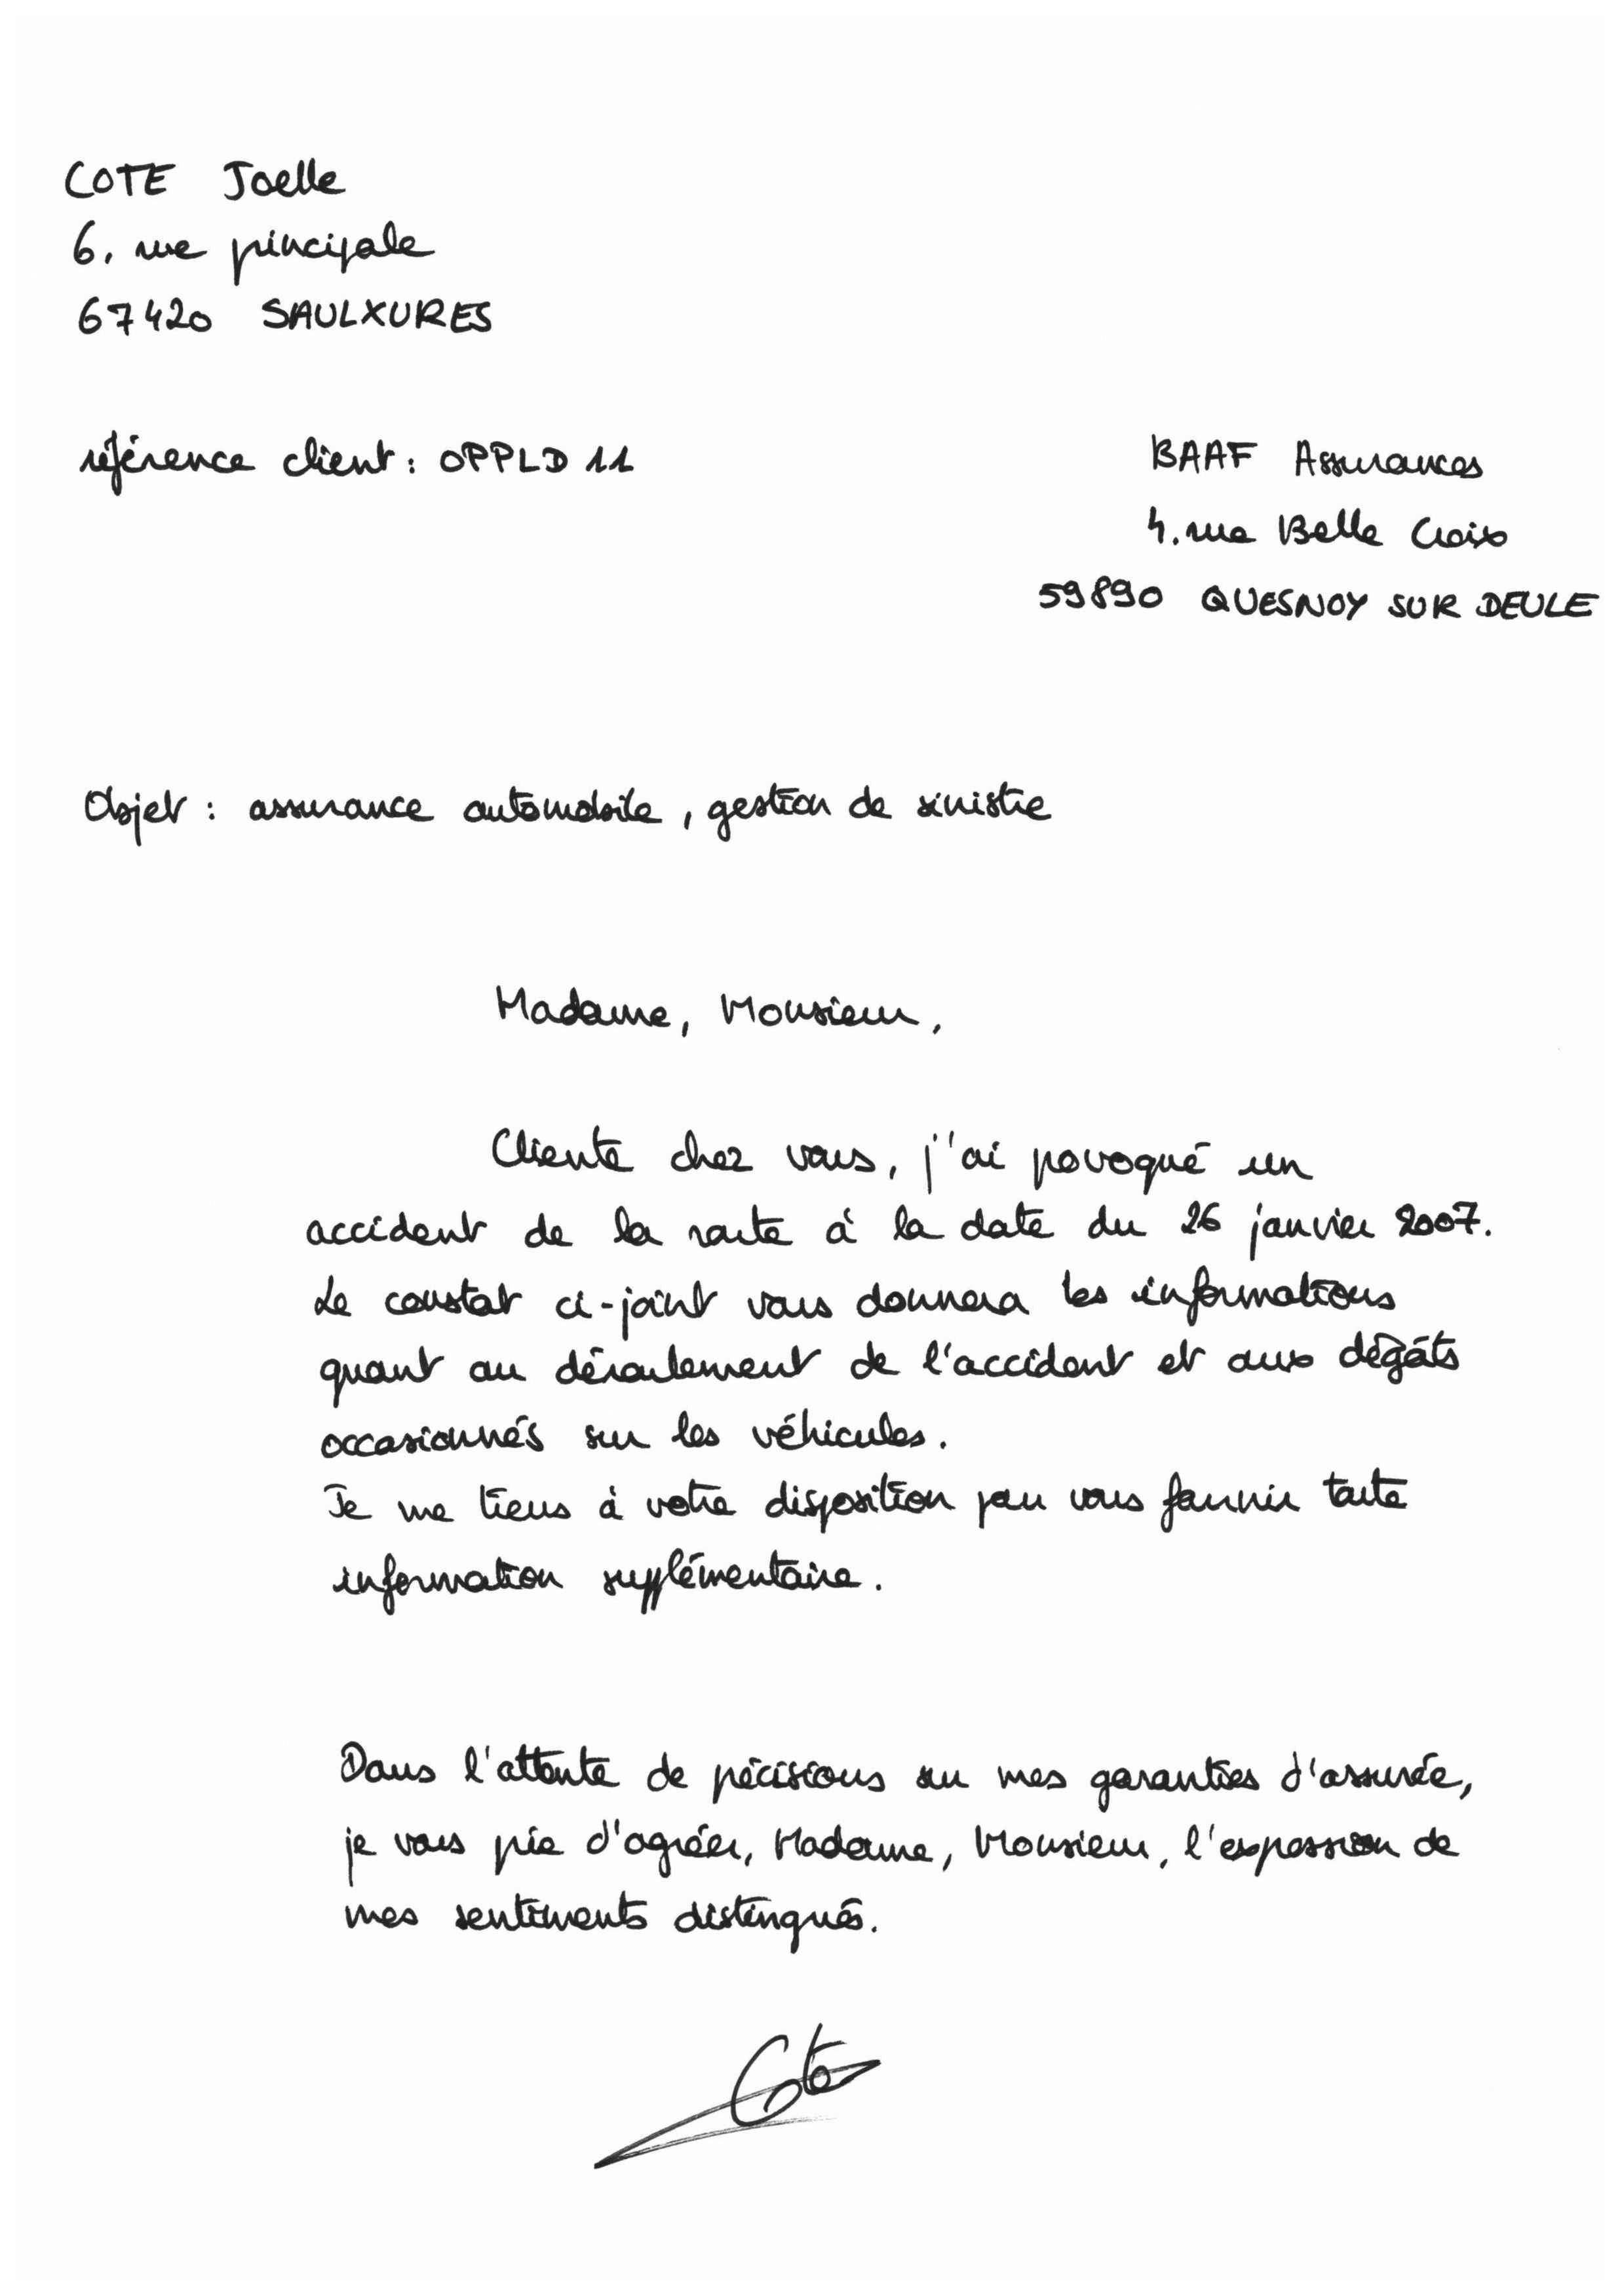 COTE Joelle
6, rue principale
67420 SAULXURES
référence client : OPPLD 11
BAAF Assurances
4. rue Belle Croix
59890 QUESNOY SUR DEULE
Objet : assurance automobile, gestion de sinistre
Madame, Monsieur,
Cliente chez vous, j'ai provoqué un
accident de la route à la date du 26 janvier 2007.
Le constat ci-joint vous donnera les informations
quant au déroulement de l'accident et aux dégâts
occasionnés sur les véhicules.
Je me tiens à votre disposition pour vous fournir toute
information supplémentaire.
Dans l'attente de précisions sur mes garanties d'assurée,
je vous prie d'agréer, Madame, Monsieur, l'expression de
mes sentiments distingués.
Cote